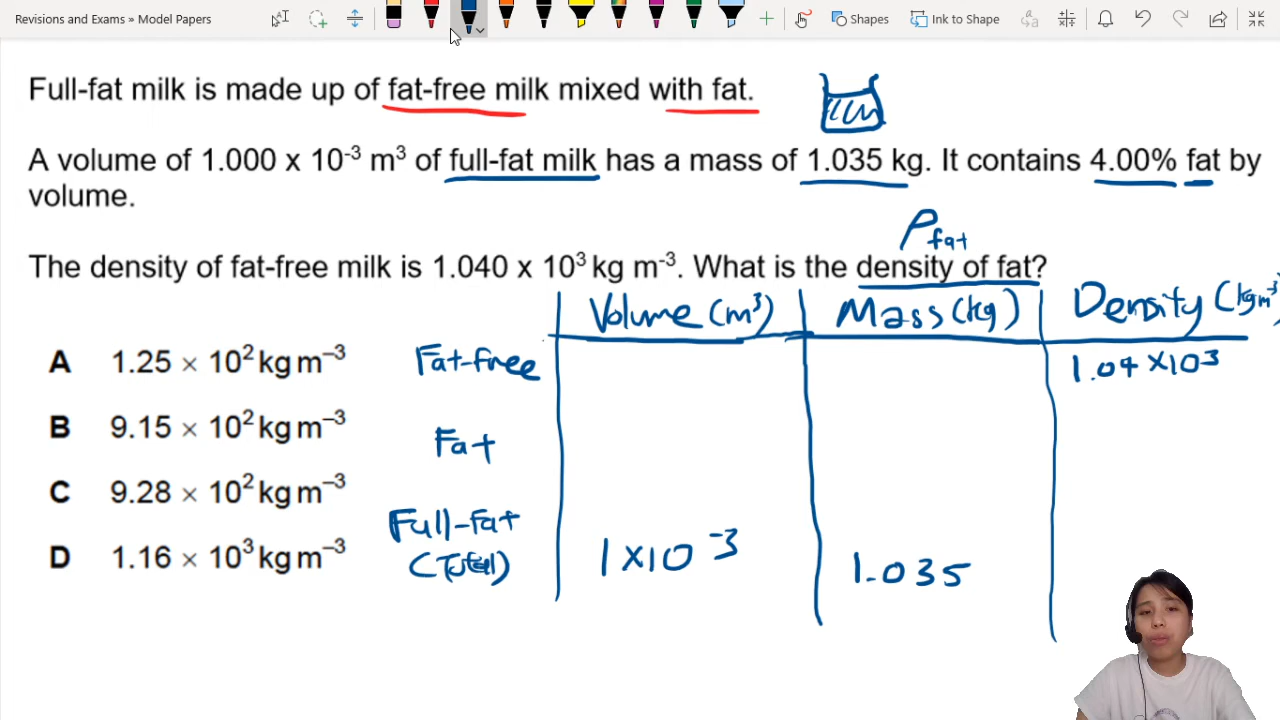 Revisions and Exams » Model Papers
Shapes
Ink to Shape
Full-fat milk is made up of fat-free milk mixed with fat.
A volume of 1.000 x 10⁻³ m³ of full-fat milk has a mass of 1.035 kg. It contains 4.00% fat by
volume.
ρ fat
The density of fat-free milk is 1.040 x 10³ kg m⁻³. What is the density of fat?
Volume (m³) Mass (kg) Density (kgm⁻³
A 1.25 × 10² kg m⁻³
Fat-free 1.04 ×10³
B 9.15 × 10² kg m⁻³
Fat
C 9.28 × 10² kg m⁻³
Full-fat
D 1.16 × 10³ kg m⁻³
(Total) 1 ×10⁻³ 1.035